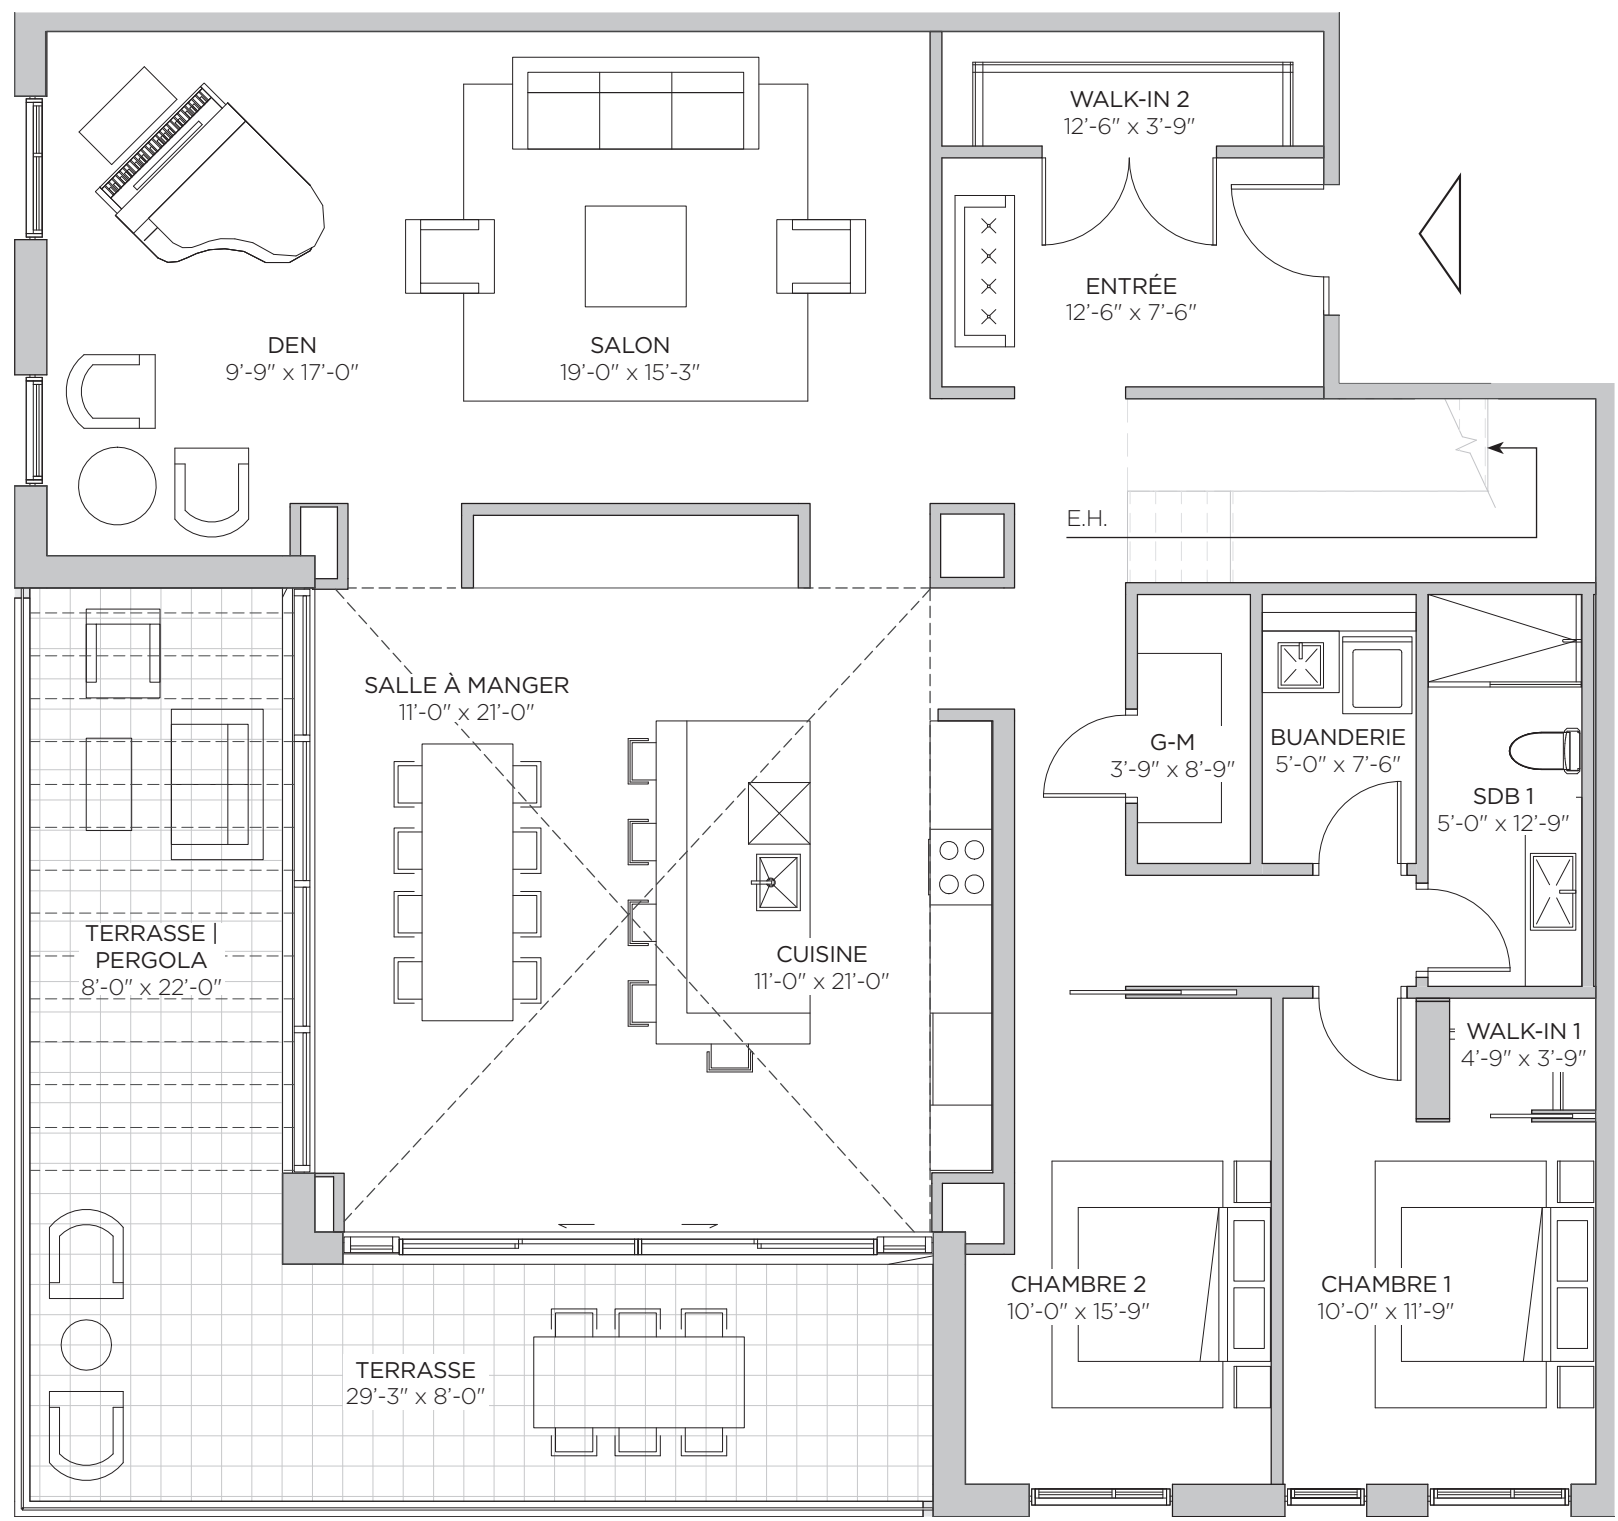 WALK-IN 2
12'-6" x 3'-9"
ENTRÉE
12'-6" x 7'-6"
DEN
9'-9" x 17'-0"
SALON
19'-0" x 15'-3"
E.H.
SALLE À MANGER
11'-0" x 21'-0"
G-M
3'-9" x 8'-9"
BUANDERIE
5'-0" x 7'-6"
SDB 1
5'-0" x 12'-9"
TERRASSE |
PERGOLA
8'-0" x 22'-0"
CUISINE
11'-0" x 21'-0"
WALK-IN 1
4'-9" x 3'-9"
CHAMBRE 2
10'-0" x 15'-9"
CHAMBRE 1
10'-0" x 11'-9"
TERRASSE
29'-3" x 8'-0"